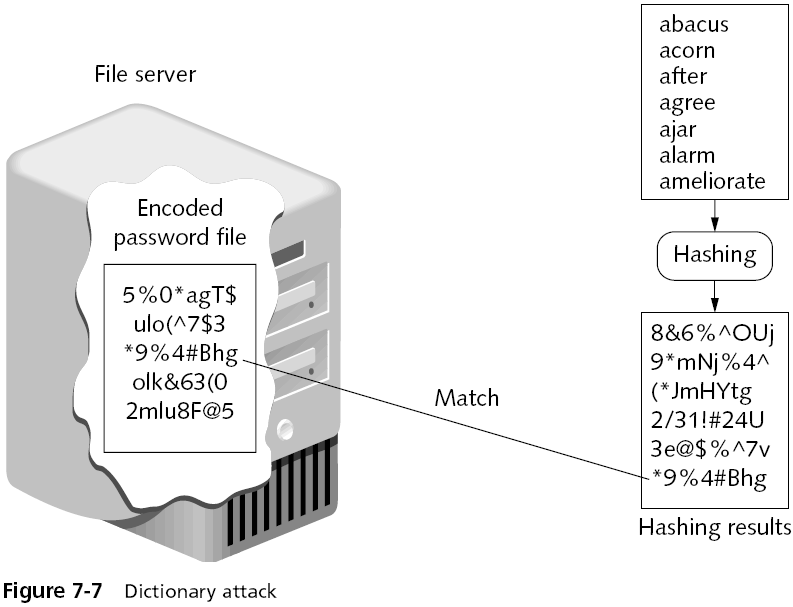 File server
Encoded
password file
5%0*agT$
ulo(^7$3
*9%4#Bhg
olk&63(0
2mlu8F@5
Match
abacus
acorn
after
agree
ajar
alarm
ameliorate
Hashing
8&6%^OUj
9*mNj%4^
(*JmHYtg
2/31!#24U
3e@$%^7v
*9%4#Bhg
Hashing results
Figure 7-7 Dictionary attack